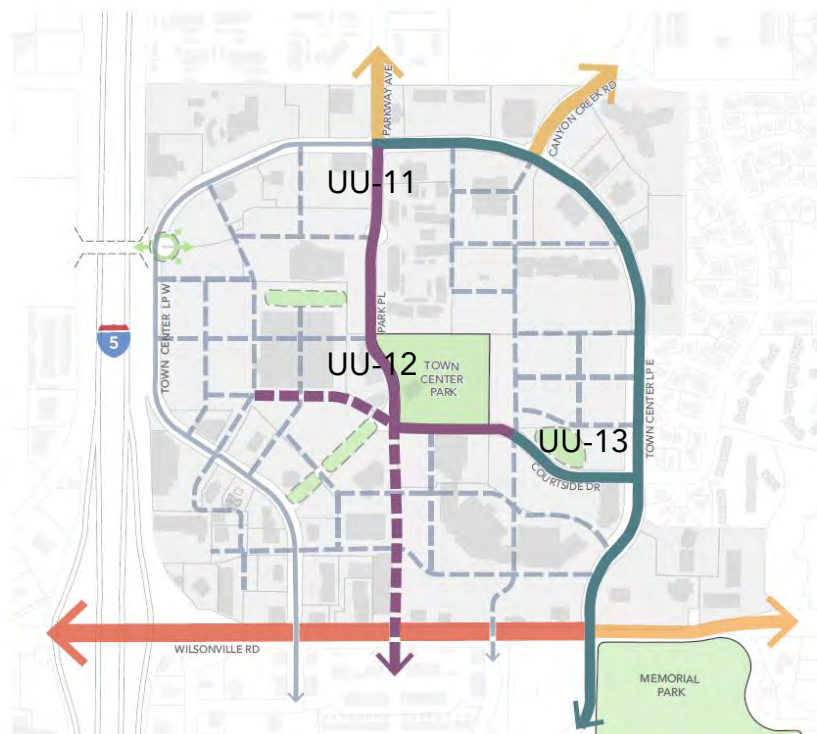 PARKWAY AVE
CANYON CREEK RD
UU-11
TOWN CENTER LP W
PARK PL
5
UU-12
TOWN
CENTER
PARK
TOWN CENTER LP E
UU-13
COURTSIDE DR
WILSONVILLE RD
MEMORIAL
PARK